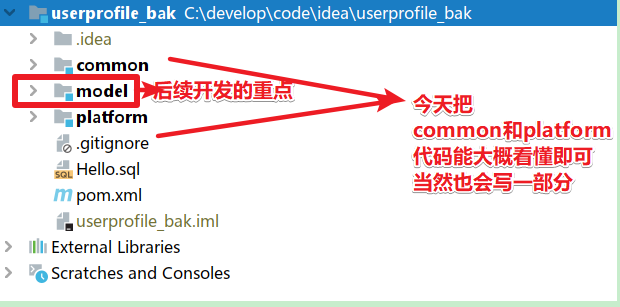 userprofile_bak C:\develop\code\idea\userprofile_bak
.idea
common
model
后续开发的重点
platform
.gitignore
Hello.sql
SQL
m pom.xml
userprofile_bak.iml
External Libraries
Scratches and Consoles
今天把
common和platform
代码能大概看懂即可
当然也会写一部分